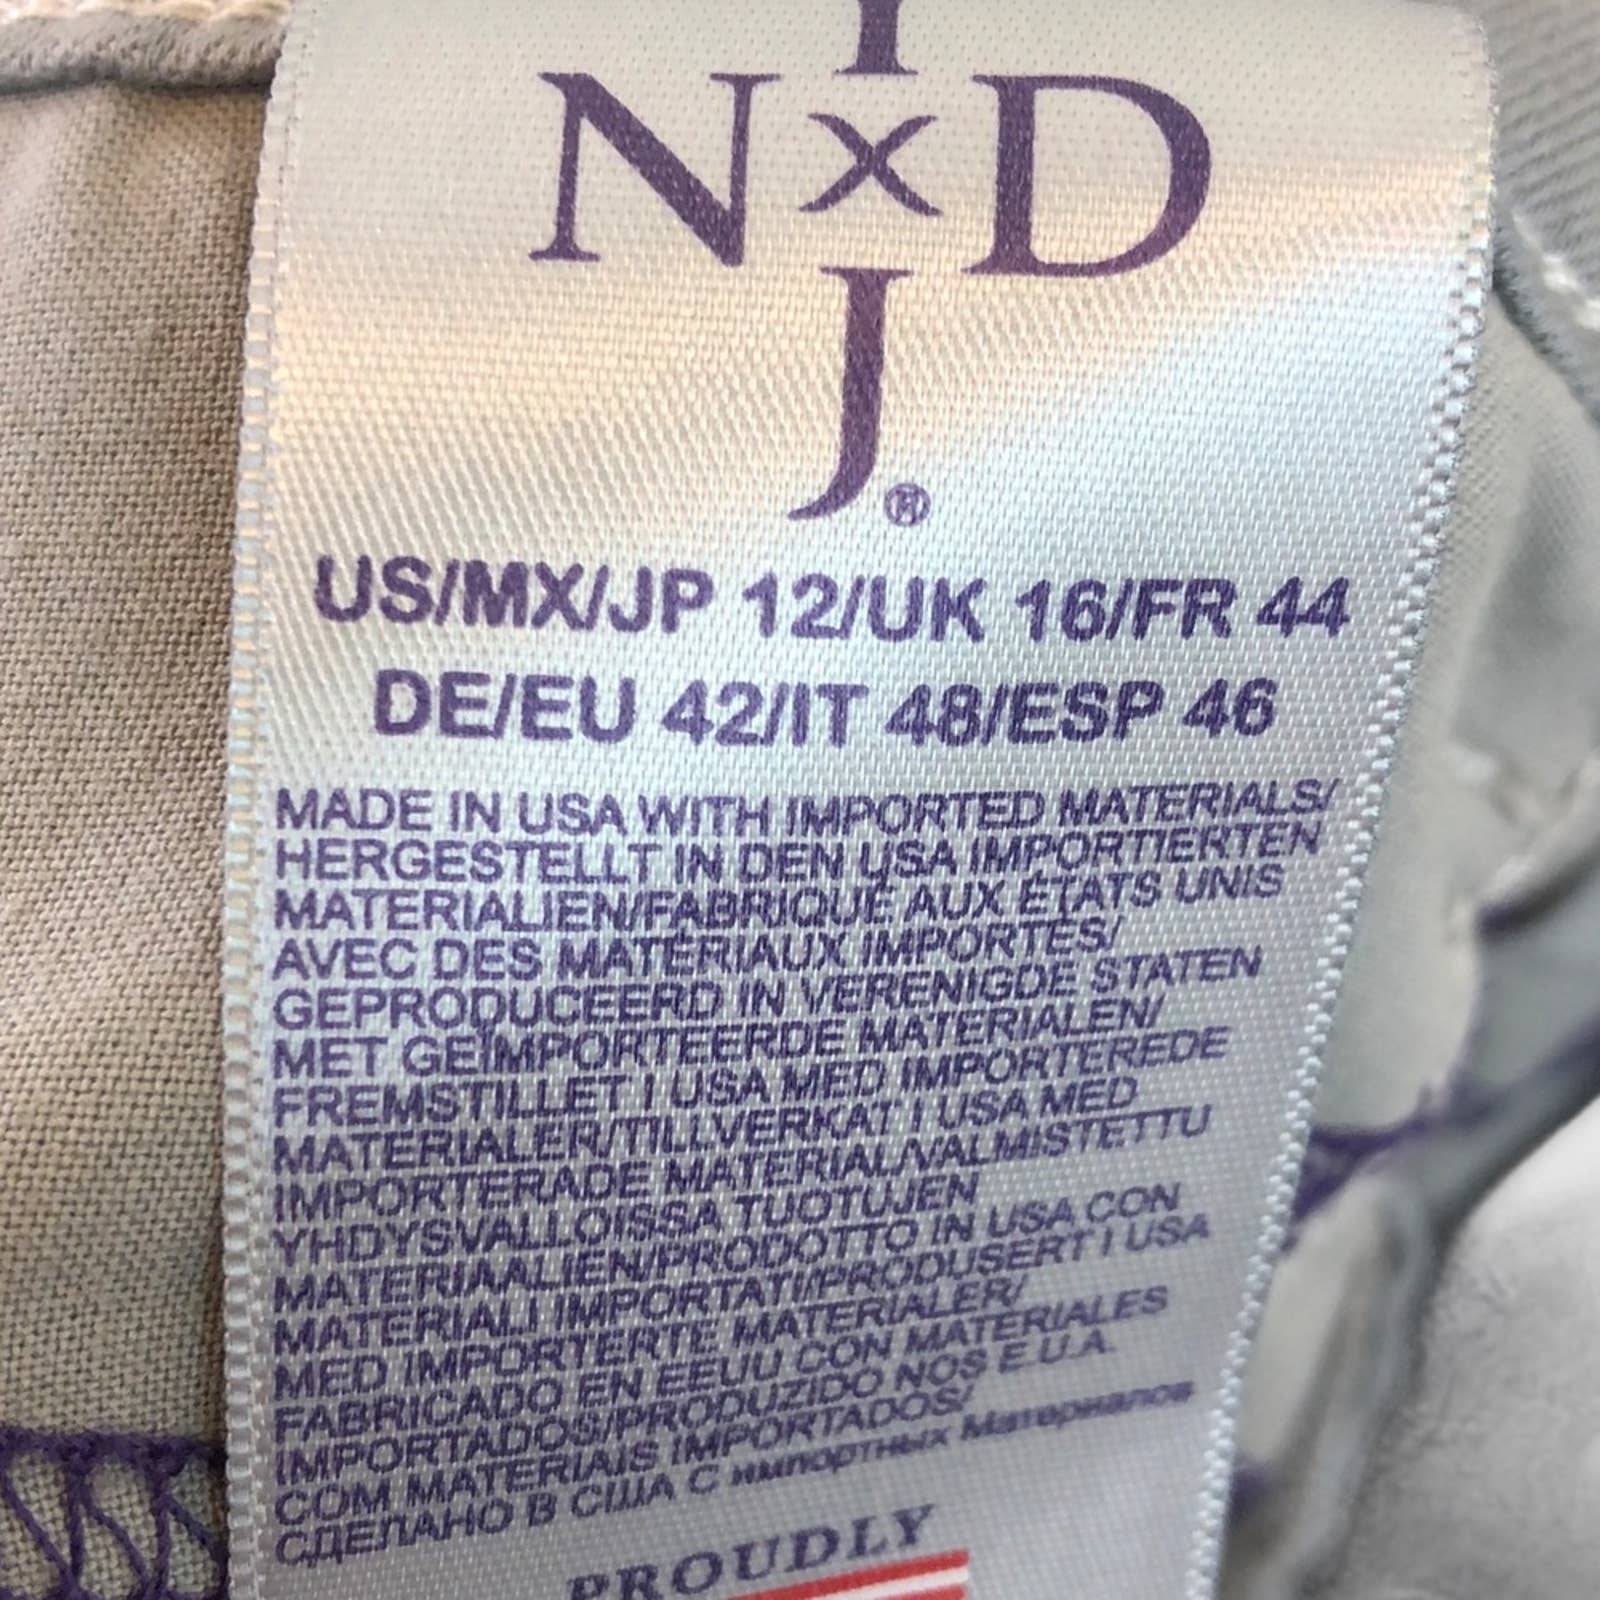 Y
N X D
J®
US/MX/JP 12/UK 16/FR 44
DE/EU 42/IT 48/ESP 46
MADE IN USA WITH IMPORTED MATERIALS/
HERGESTELLT IN DEN USA IMPORTIERTEN
MATERIALIEN/FABRIQUÉ AUX ÉTATS UNIS
AVEC DES MATÉRIAUX IMPORTÉS/
GEPRODUCEERD IN VERENIGDE STATEN
MET GEÏMPORTEERDE MATERIALEN/
FREMSTILLET I USA MED IMPORTEREDE
MATERIALER/TILLVERKAT I USA MED
IMPORTERADE MATERIAL/VALMISTETTU
YHDYSVALLOISSA TUOTUJEN
MATERIAALIEN/PRODOTTO IN USA CON
MATERIALI IMPORTATI/PRODUSERT I USA
MED IMPORTERTE MATERIALER/
FABRICADO EN EEUU CON MATERIALES
IMPORTADOS/PRODUZIDO NOS E.U.A.
COM MATERIAIS IMPORTADOS/
СДЕЛАНО В США С импортных Материалов
PROUDLY